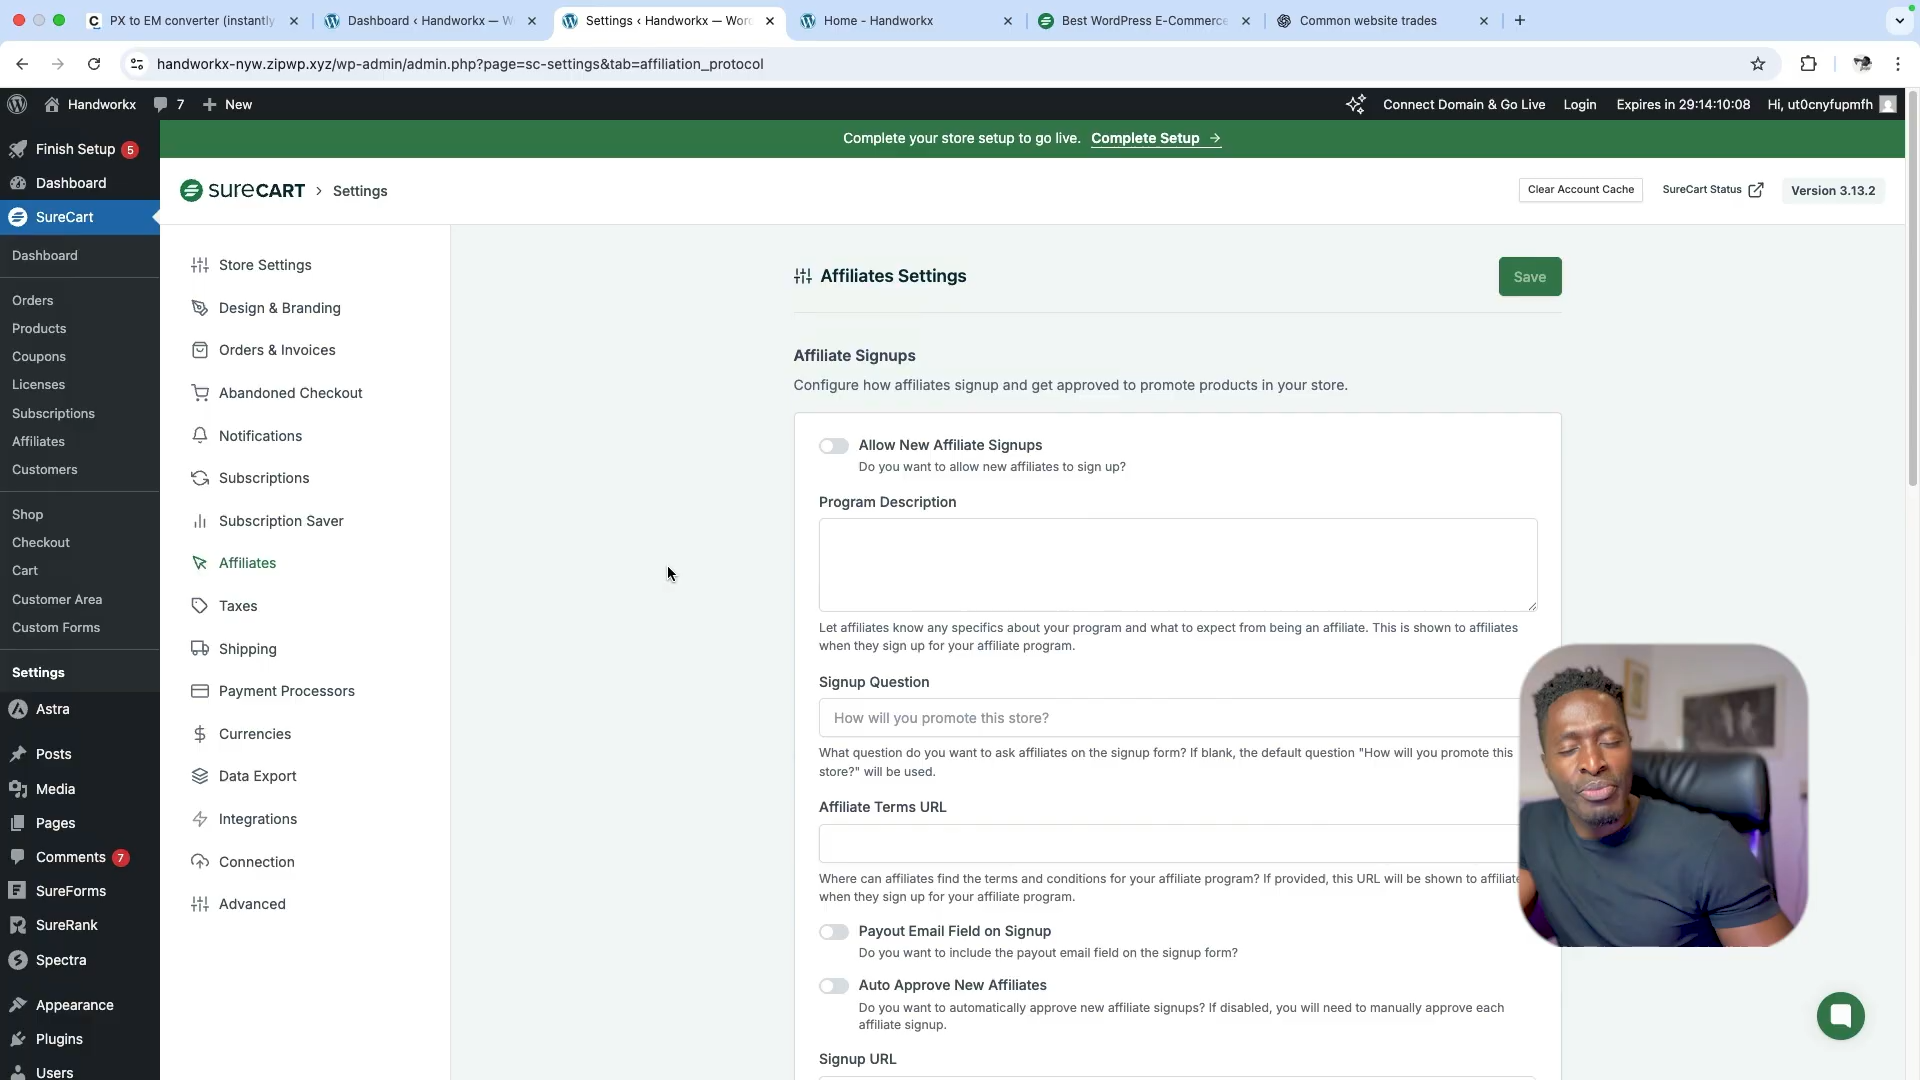 PX to EM converter (instantly
Dashboard ‹ Handworkx — W
Settings ‹ Handworkx — Word
Home - Handworkx
Best WordPress E-Commerce
Common website trades
handworkx-nyw.zipwp.xyz/wp-admin/admin.php?page=sc-settings&tab=affiliation_protocol
Handworkx
7
New
Connect Domain & Go Live
Login
Expires in 29:14:10:08
Hi, ut0cnyfupmfh
Complete your store setup to go live. Complete Setup →
Finish Setup 5
Dashboard
SureCart
Dashboard
Orders
Products
Coupons
Licenses
Subscriptions
Affiliates
Customers
Shop
Checkout
Cart
Customer Area
Custom Forms
Settings
Astra
Posts
Media
Pages
Comments 7
SureForms
SureRank
Spectra
Appearance
Plugins
Users
SURECART › Settings
Clear Account Cache
SureCart Status
Version 3.13.2
Store Settings
Design & Branding
Orders & Invoices
Abandoned Checkout
Notifications
Subscriptions
Subscription Saver
Affiliates
Taxes
Shipping
Payment Processors
Currencies
Data Export
Integrations
Connection
Advanced
Affiliates Settings
Save
Affiliate Signups
Configure how affiliates signup and get approved to promote products in your store.
Allow New Affiliate Signups
Do you want to allow new affiliates to sign up?
Program Description
Let affiliates know any specifics about your program and what to expect from being an affiliate. This is shown to affiliates
when they sign up for your affiliate program.
Signup Question
How will you promote this store?
What question do you want to ask affiliates on the signup form? If blank, the default question "How will you promote this
store?" will be used.
Affiliate Terms URL
Where can affiliates find the terms and conditions for your affiliate program? If provided, this URL will be shown to affiliate
when they sign up for your affiliate program.
Payout Email Field on Signup
Do you want to include the payout email field on the signup form?
Auto Approve New Affiliates
Do you want to automatically approve new affiliate signups? If disabled, you will need to manually approve each
affiliate signup.
Signup URL